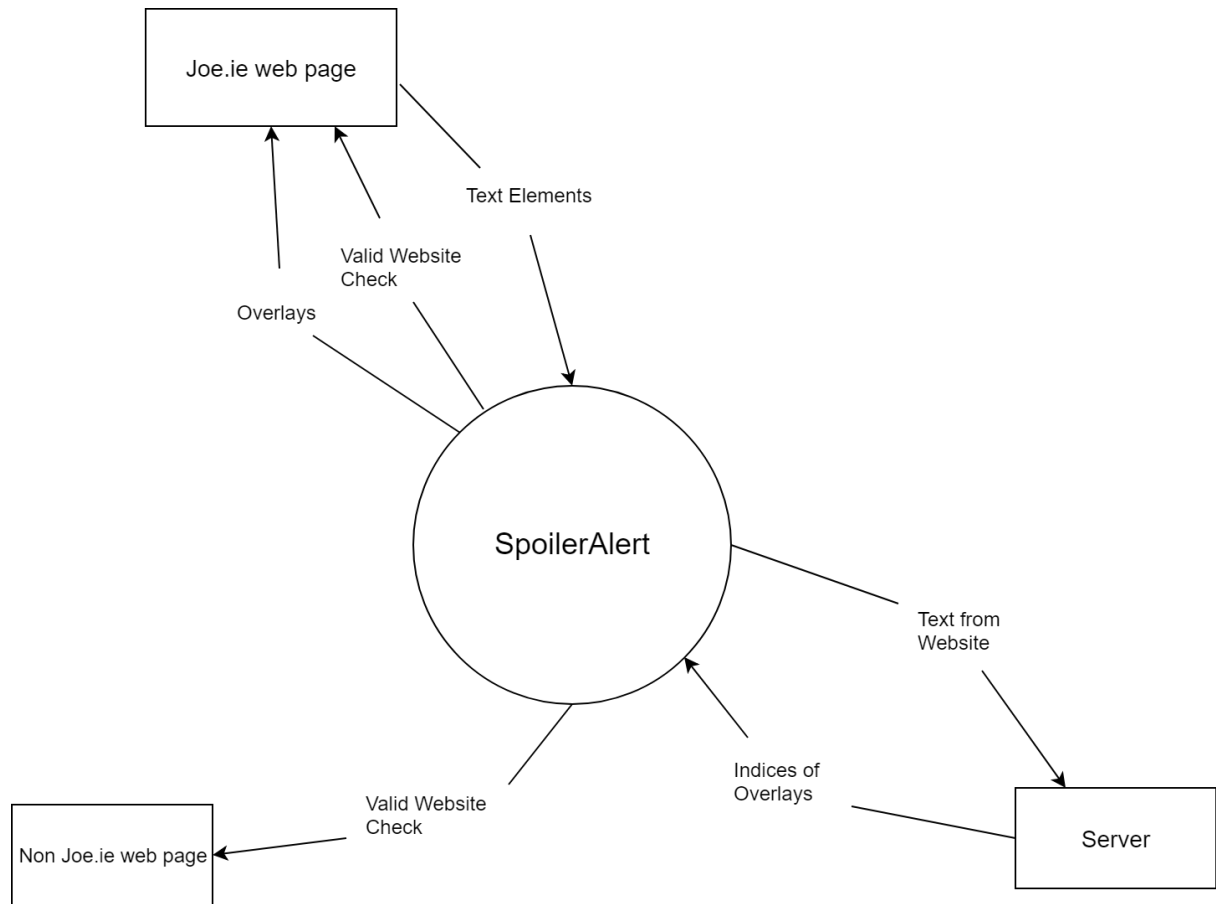 Joe.ie web page
Text Elements
Valid Website
Check
Overlays
SpoilerAlert
Text from
Website
Indices of
Overlays
Valid Website
Check
Server
Non Joe.ie web page